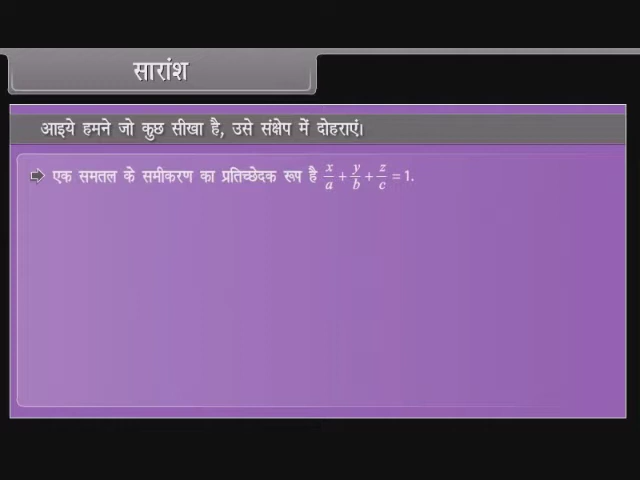 सारांश
आइये हमने जो कुछ सीखा है, उसे संक्षेप में दोहराएं।
⇨ एक समतल के समीकरण का प्रतिच्छेदक रूप है x/a + y/b + z/c = 1.